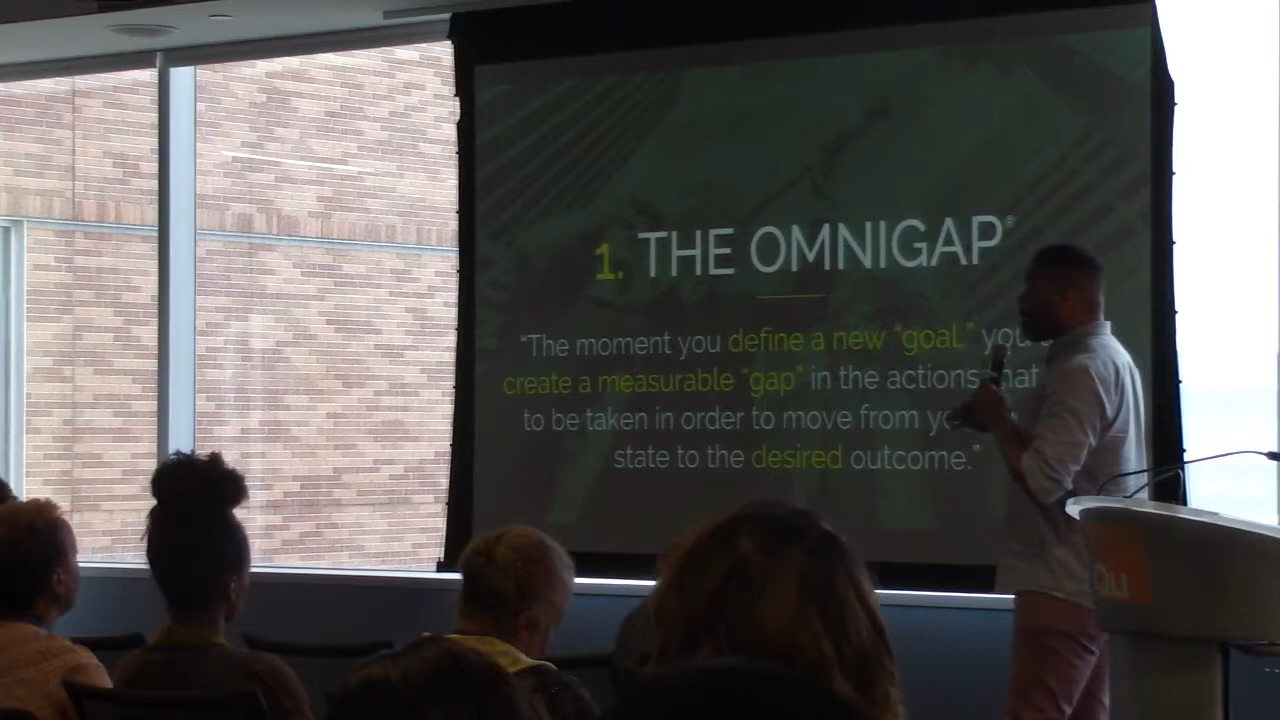 1. THE OMNIGAP®
“The moment you define a new “goal,” you
create a measurable “gap” in the actions that
to be taken in order to move from
state to the desired outcome.”